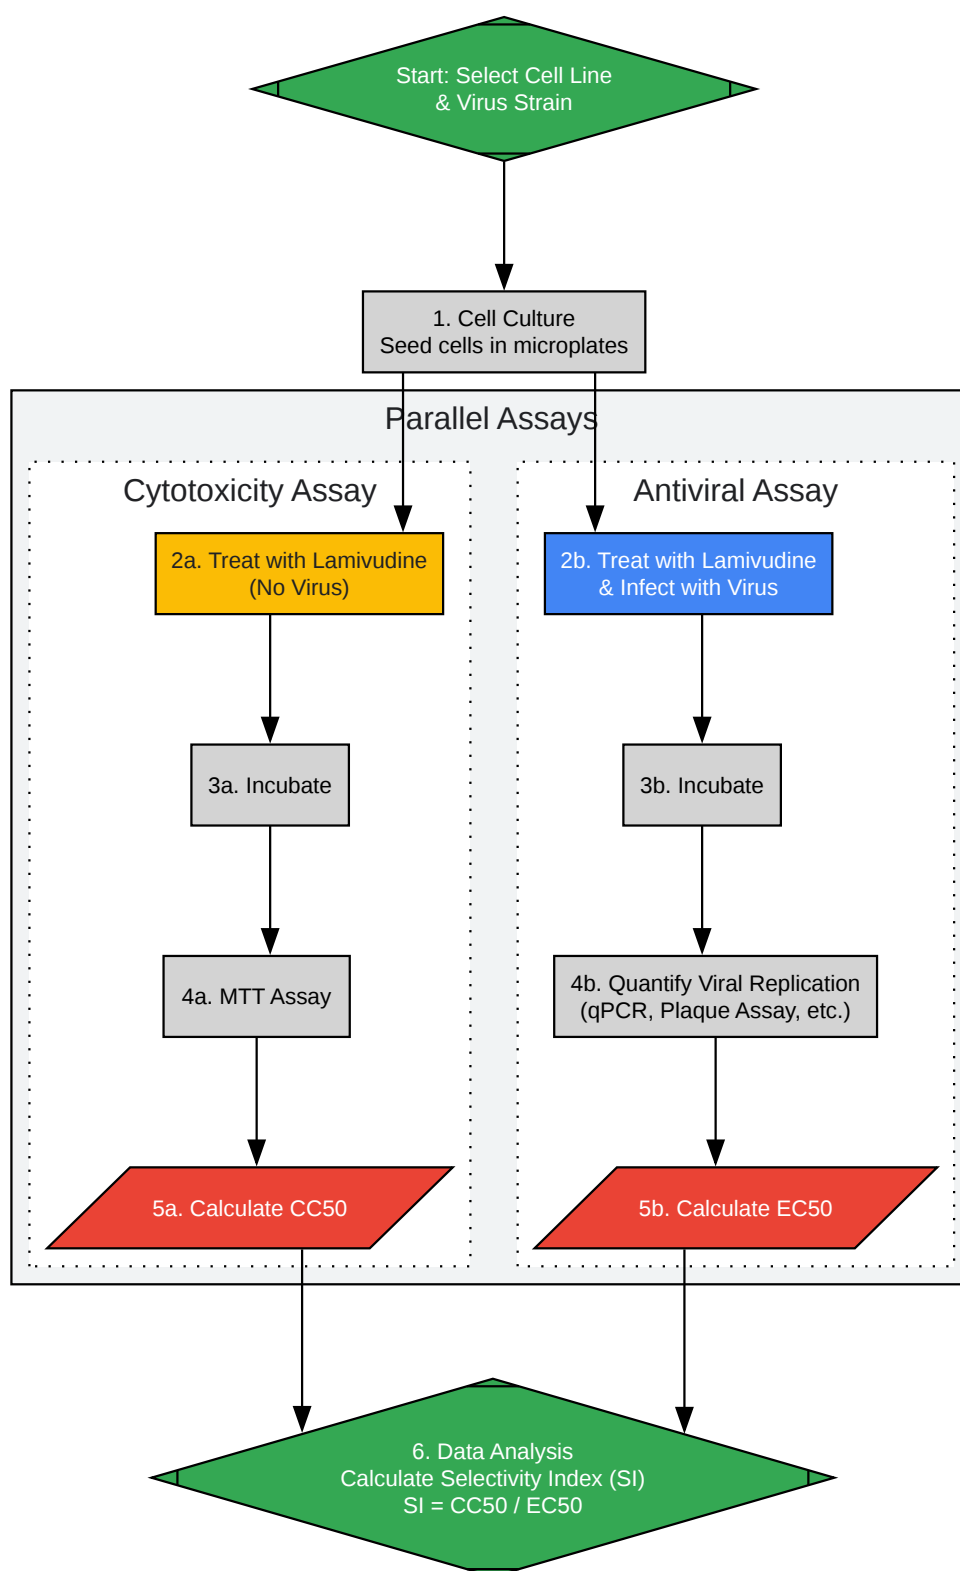 Start: Select Cell Line
& Virus Strain
1. Cell Culture
Seed cells in microplates
Parallel Assays
Cytotoxicity Assay
2a. Treat with Lamivudine
(No Virus)
3a. Incubate
4a. MTT Assay
5a. Calculate CC50
Antiviral Assay
2b. Treat with Lamivudine
& Infect with Virus
3b. Incubate
4b. Quantify Viral Replication
(qPCR, Plaque Assay, etc.)
5b. Calculate EC50
6. Data Analysis
Calculate Selectivity Index (SI)
SI = CC50 / EC50